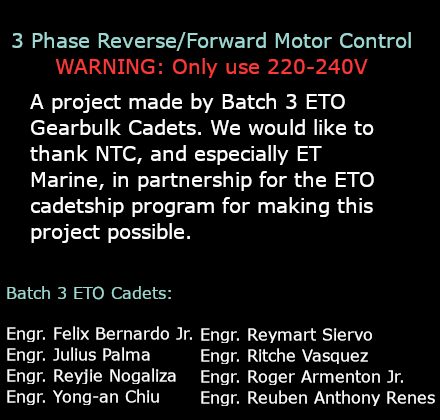 3 Phase Reverse/Forward Motor Control
WARNING: Only use 220-240V
A project made by Batch 3 ETO
Gearbulk Cadets. We would like to
thank NTC, and especially ET
Marine, in partnership for the ETO
cadetship program for making this
project possible.
Batch 3 ETO Cadets:
Engr. Felix Bernardo Jr. Engr. Reymart Siervo
Engr. Julius Palma Engr. Ritche Vasquez
Engr. Reyjie Nogaliza Engr. Roger Armenton Jr.
Engr. Yong-an Chiu Engr. Reuben Anthony Renes